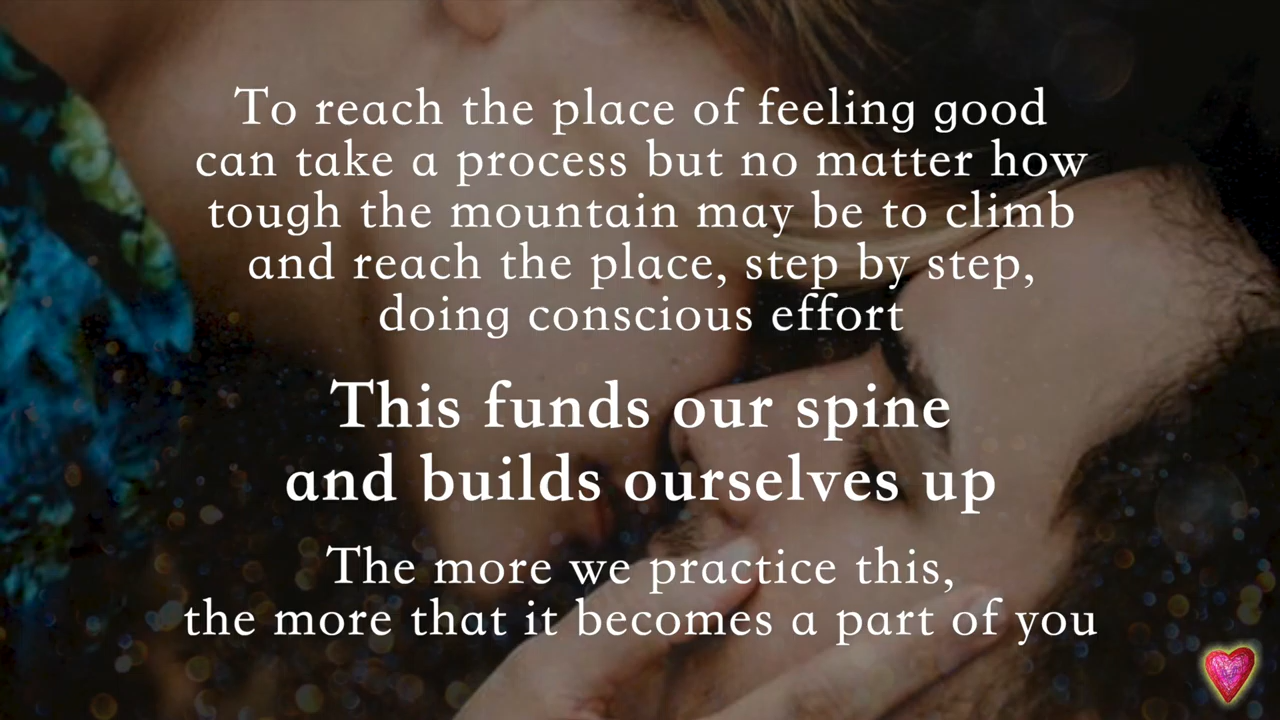 To reach the place of feeling good
can take a process but no matter how
tough the mountain may be to climb
and reach the place, step by step,
doing conscious effort
This funds our spine
and builds ourselves up
The more we practice this,
the more that it becomes a part of you